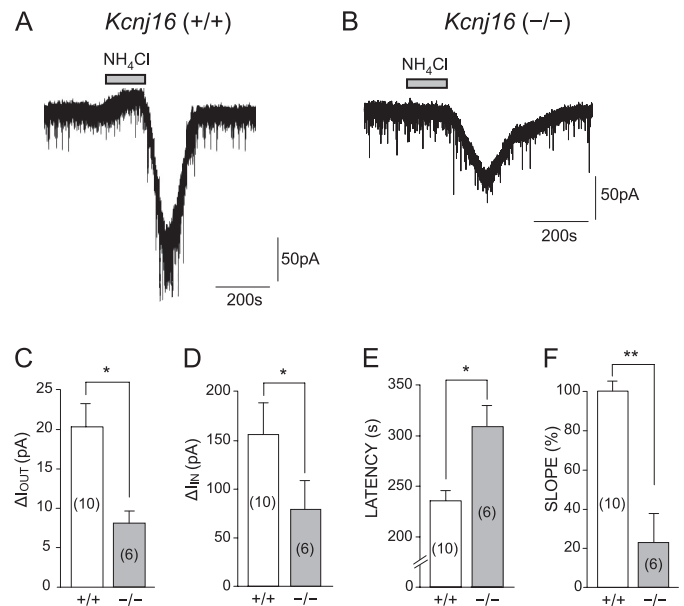 A
Kcnj16 (+/+)
NH4Cl
50pA
200s
B
Kcnj16 (−/−)
NH4Cl
50pA
200s
C
*
ΔIOUT (pA)
25
20
15
10
5
0
(10)
(6)
+/+
−/−
D
*
ΔIIN (pA)
200
150
100
50
0
(10)
(6)
+/+
−/−
E
*
LATENCY (s)
350
300
250
200
0
(10)
(6)
+/+
−/−
F
**
SLOPE (%)
100
80
60
40
20
0
(10)
(6)
+/+
−/−